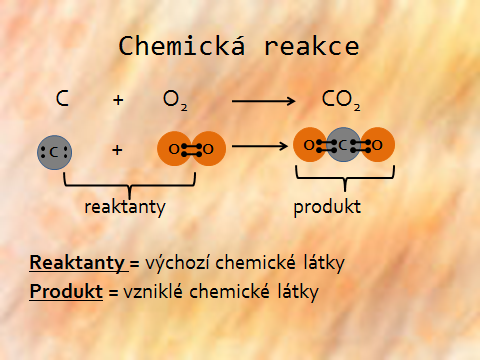 Chemická reakce
C + O₂ CO₂
C + O O O C O
reaktanty produkt
Reaktanty = výchozí chemické látky
Produkt = vzniklé chemické látky